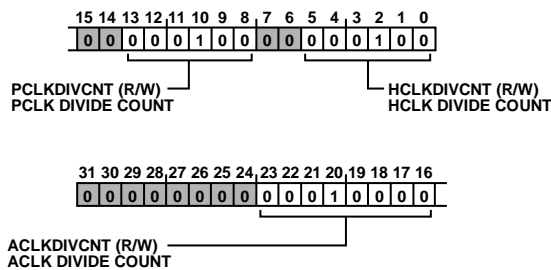 15 14 13 12 11 10 9 8 7 6 5 4 3 2 1 0
0 0 0 0 0 1 0 0 0 0 0 0 0 1 0 0
PCLKDIVCNT (R/W)
PCLK DIVIDE COUNT
HCLKDIVCNT (R/W)
HCLK DIVIDE COUNT
31 30 29 28 27 26 25 24 23 22 21 20 19 18 17 16
0 0 0 0 0 0 0 0 0 0 0 1 0 0 0 0
ACLKDIVCNT (R/W)
ACLK DIVIDE COUNT